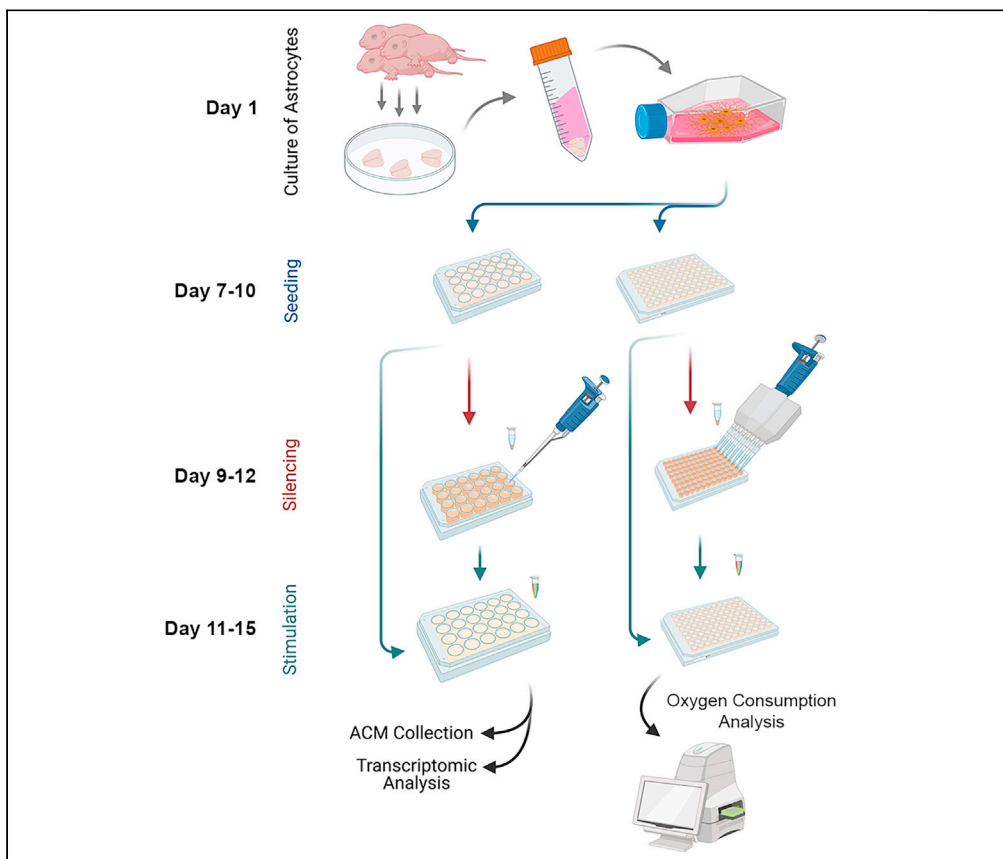 Day 1
Culture of Astrocytes
Day 7-10
Seeding
Day 9-12
Silencing
Day 11-15
Stimulation
ACM Collection
Transcriptomic
Analysis
Oxygen Consumption
Analysis